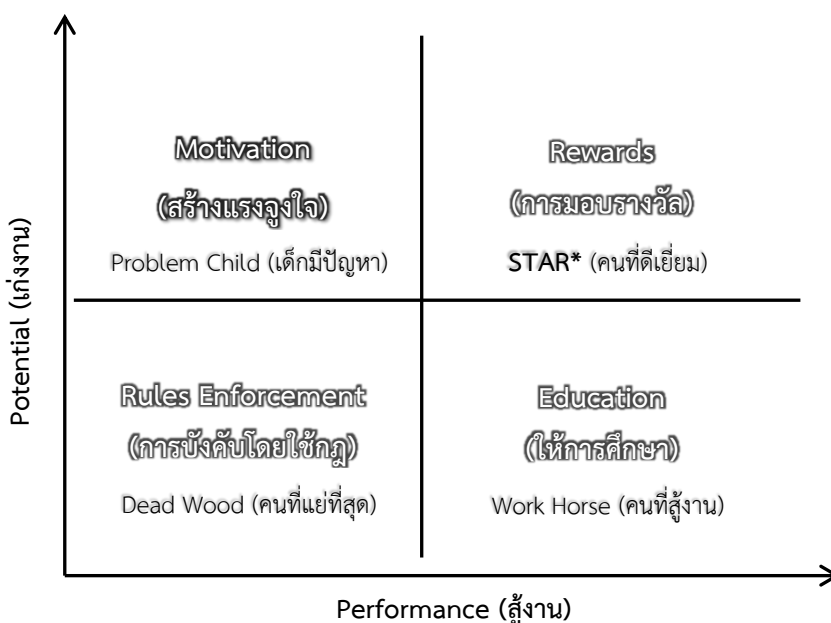 Motivation
(สร้างแรงจูงใจ)
Problem Child (เด็กมีปัญหา)
Rewards
(การมอบรางวัล)
STAR* (คนที่ดีเยี่ยม)
Potential (เก่งงาน)
Rules Enforcement
(การบังคับโดยใช้กฎ)
Dead Wood (คนที่แย่ที่สุด)
Education
(ให้การศึกษา)
Work Horse (คนที่สู้งาน)
Performance (สู้งาน)